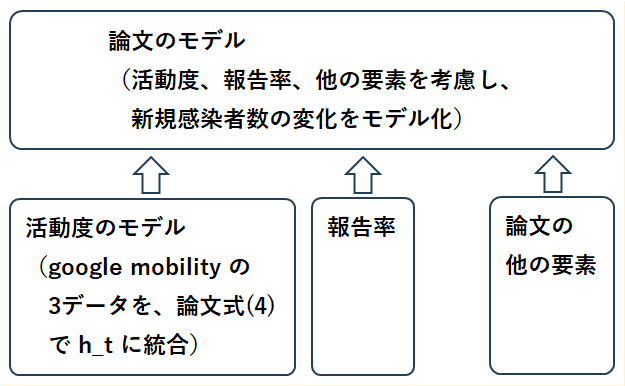 論文のモデル
（活動度、報告率、他の要素を考慮し、
新規感染者数の変化をモデル化）
活動度のモデル
（google mobility の
3データを、論文式(4)
で h_t に統合）
報告率
論文の
他の要素